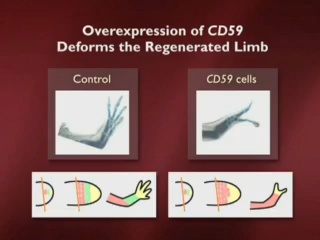 Overexpression of CD59
Deforms the Regenerated Limb
Control
CD59 cells